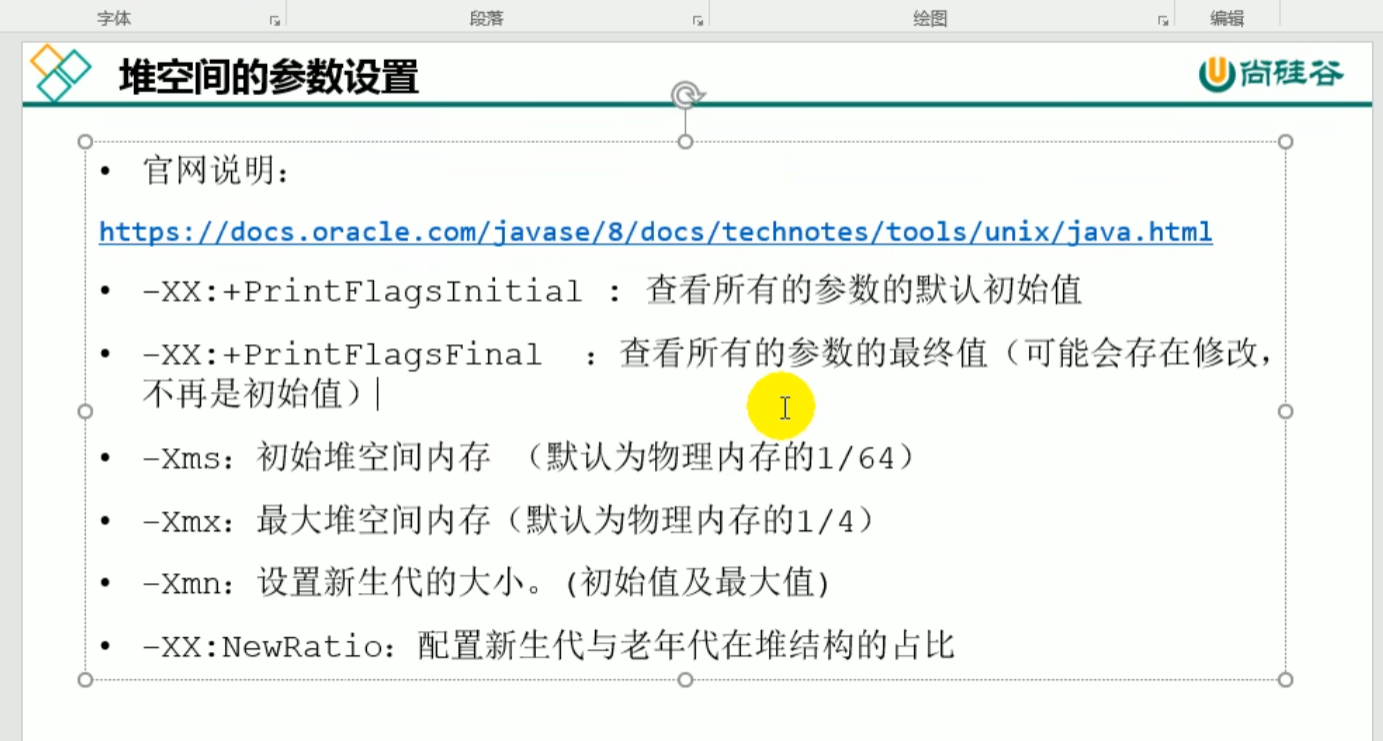 字体 段落 绘图 编辑
堆空间的参数设置
尚硅谷
• 官网说明：
https://docs.oracle.com/javase/8/docs/technotes/tools/unix/java.html
• -XX:+PrintFlagsInitial : 查看所有的参数的默认初始值
• -XX:+PrintFlagsFinal ：查看所有的参数的最终值（可能会存在修改，
不再是初始值）
• -Xms：初始堆空间内存 （默认为物理内存的1/64）
• -Xmx：最大堆空间内存（默认为物理内存的1/4）
• -Xmn：设置新生代的大小。(初始值及最大值)
• -XX:NewRatio：配置新生代与老年代在堆结构的占比